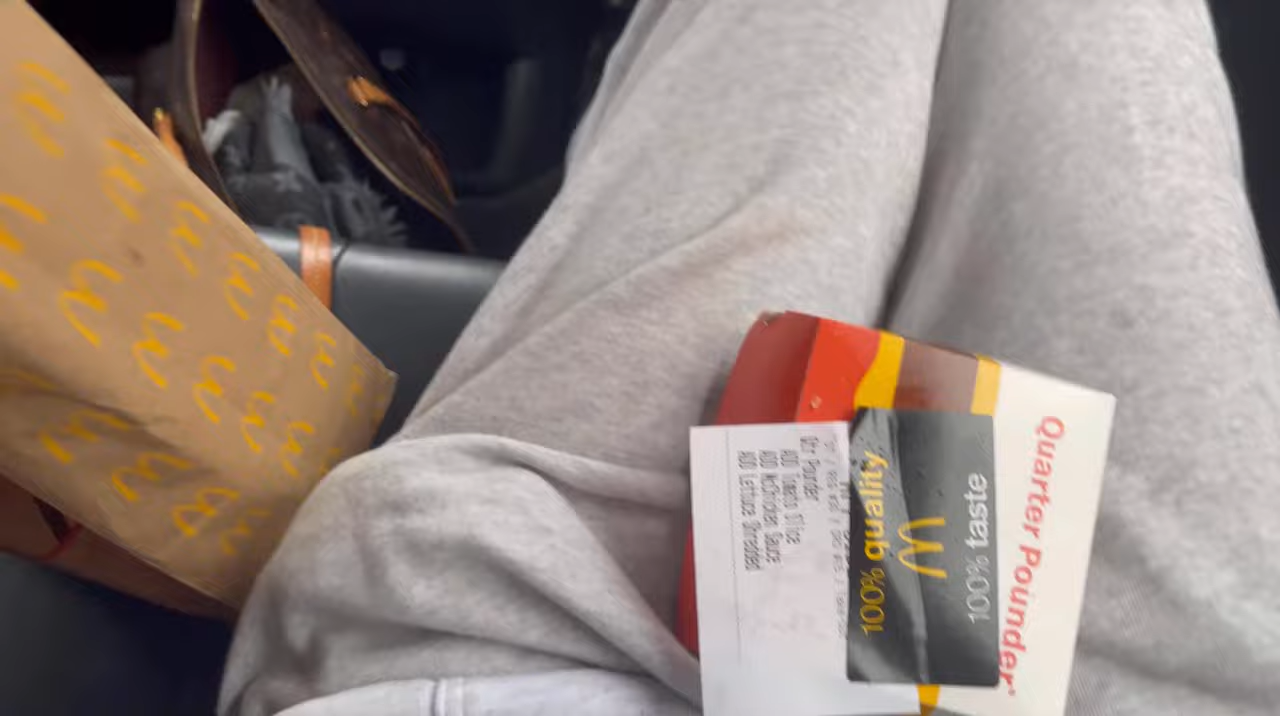 Qtr Pounder
ADD Tomato Slice
ADD McChicken Sauce
ADD Lettuce Shredded
100% quality
100% taste
Quarter Pounder®